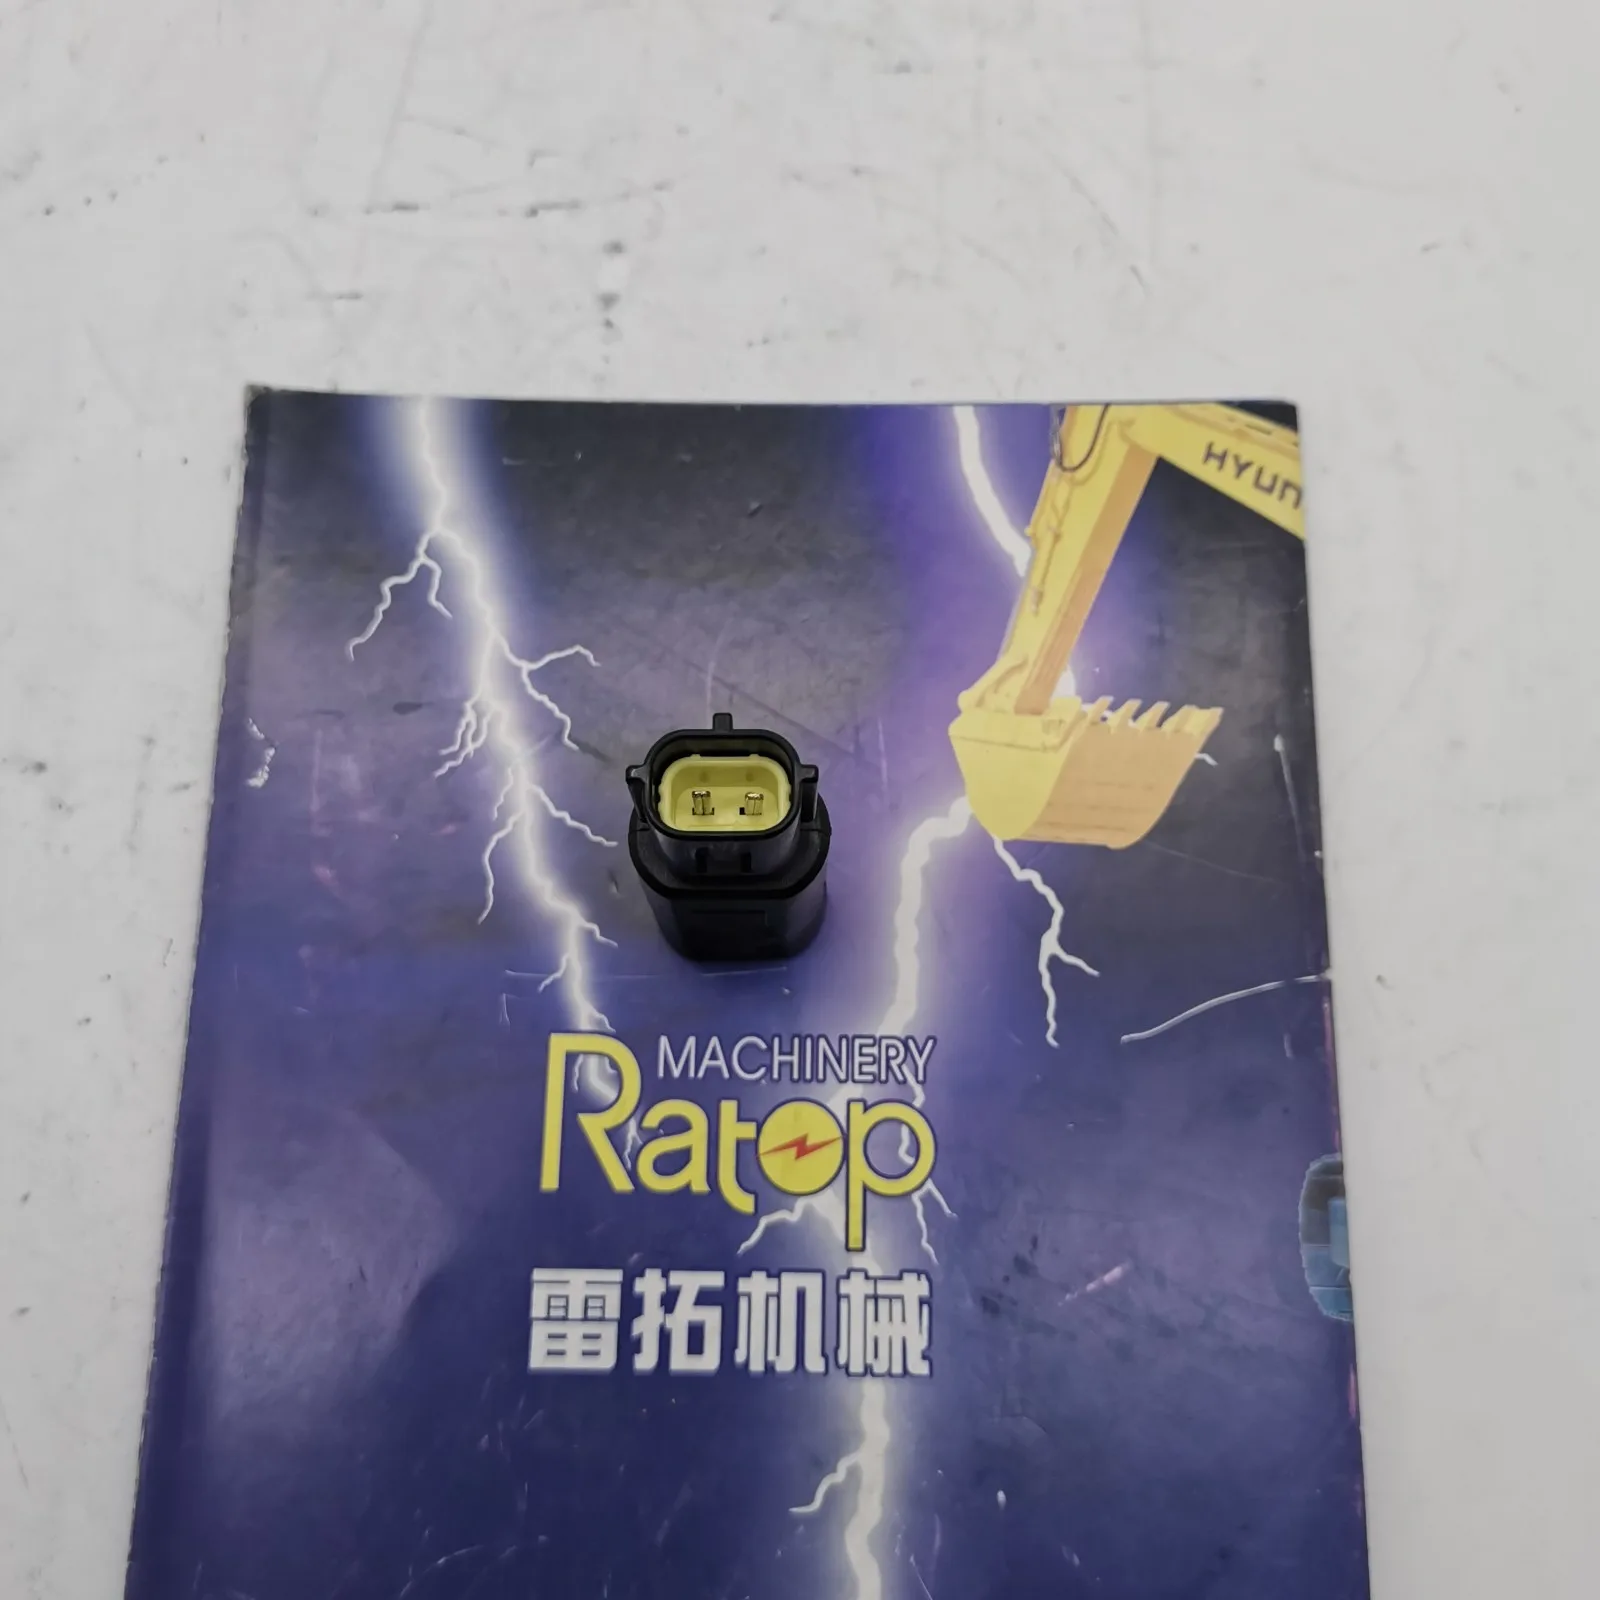 HYUN
MACHINERY
Ratop
雷拓机械